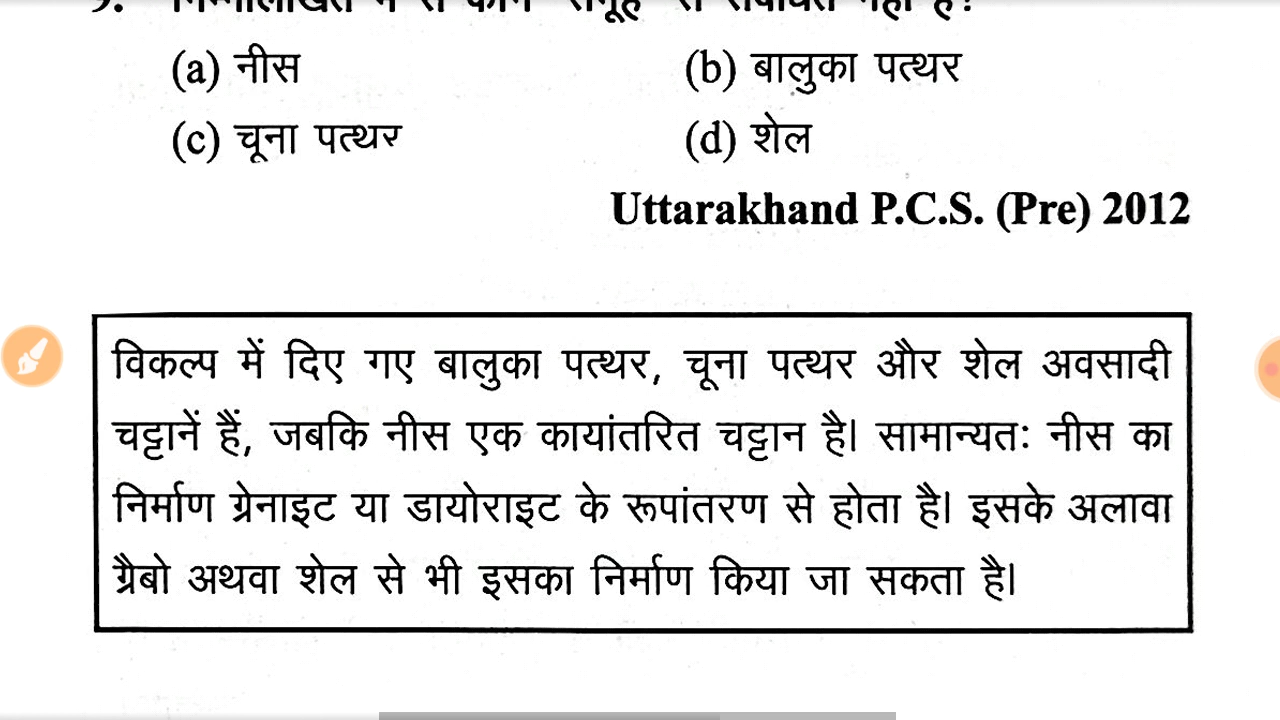 (a) नीस (b) बालुका पत्थर
(c) चूना पत्थर (d) शेल
Uttarakhand P.C.S. (Pre) 2012
विकल्प में दिए गए बालुका पत्थर, चूना पत्थर और शेल अवसादी
चट्टानें हैं, जबकि नीस एक कायांतरित चट्टान है। सामान्यतः नीस का
निर्माण ग्रेनाइट या डायोराइट के रूपांतरण से होता है। इसके अलावा
ग्रैबो अथवा शेल से भी इसका निर्माण किया जा सकता है।